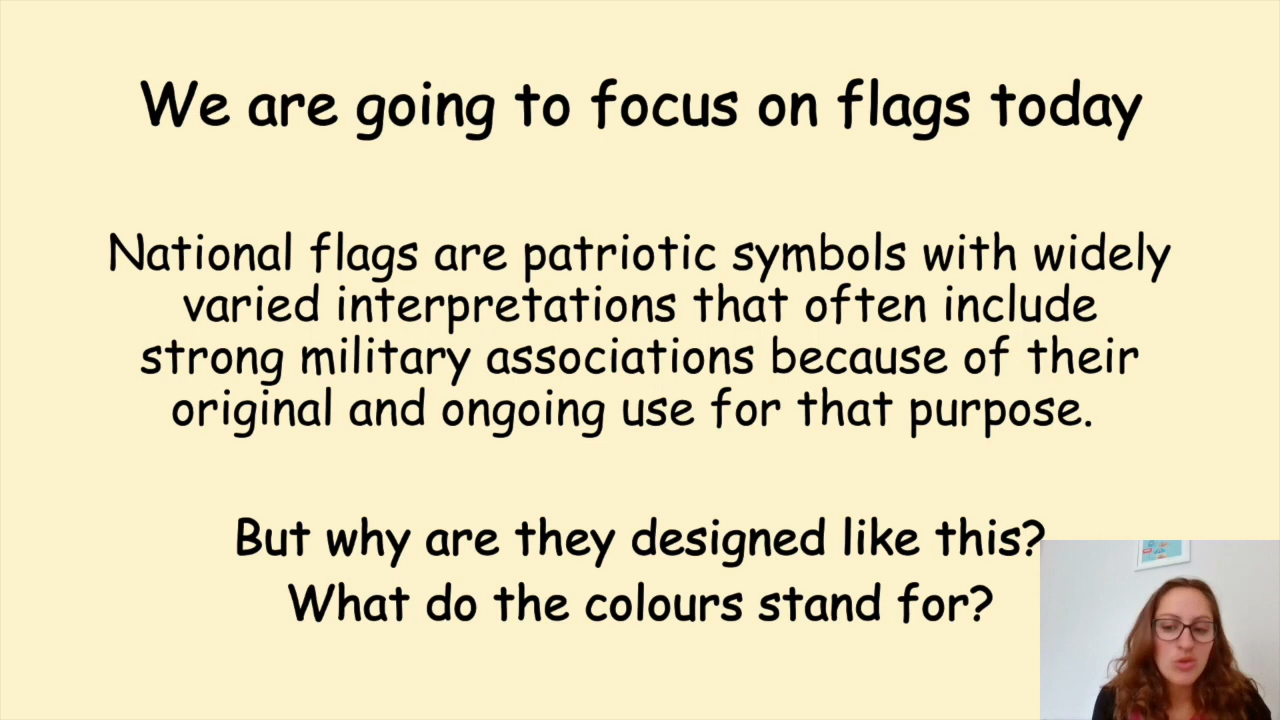 We are going to focus on flags today
National flags are patriotic symbols with widely
varied interpretations that often include
strong military associations because of their
original and ongoing use for that purpose.
But why are they designed like this?
What do the colours stand for?